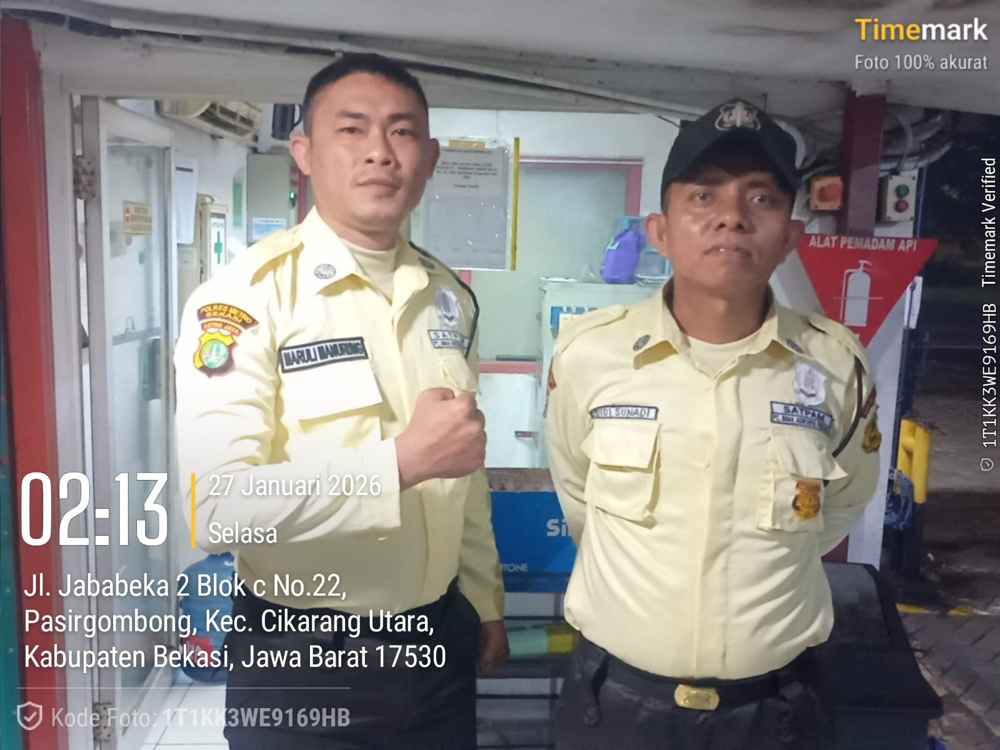 Timemark
Foto 100% akurat
ALAT PEMADAM API
POLRES METRO
BEKASI
METRO JAYA
MARULI MANURUNG
SATPAM
DIDI SUNADI
SATPAM
02:13
27 Januari 2026
Selasa
Jl. Jababeka 2 Blok c No.22,
Pasirgombong, Kec. Cikarang Utara,
Kabupaten Bekasi, Jawa Barat 17530
Kode Foto: 1T1KK3WE9169HB
1T1KK3WE9169HB Timemark Verified